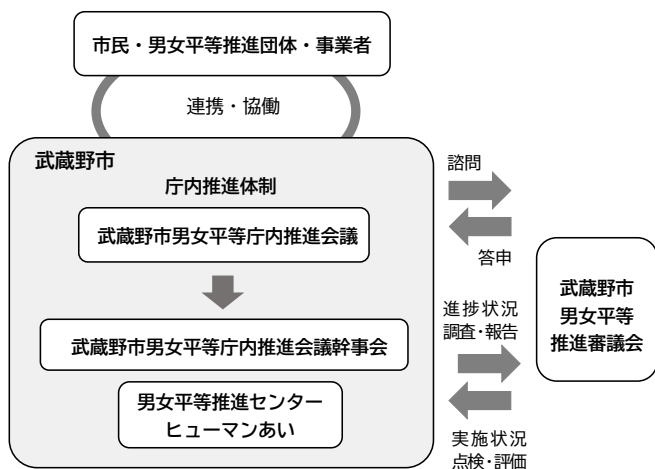 市民・男女平等推進団体・事業者
連携・協働
武蔵野市
庁内推進体制
武蔵野市男女平等庁内推進会議
武蔵野市男女平等庁内推進会議幹事会
男女平等推進センター
ヒューマンあい
諮問
答申
進捗状況
調査・報告
実施状況
点検・評価
武蔵野市
男女平等
推進審議会